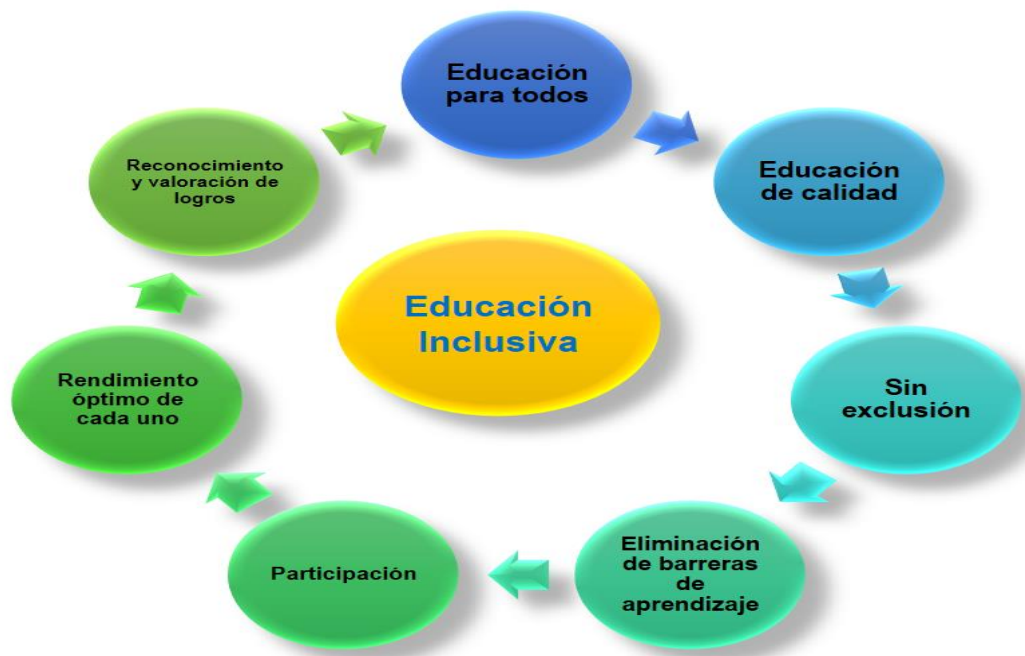 Educación
para todos
Educación
de calidad
Sin
exclusión
Eliminación
de barreras
de
aprendizaje
Participación
Rendimiento
óptimo de
cada uno
Reconocimiento
y valoración de
logros
Educación
Inclusiva